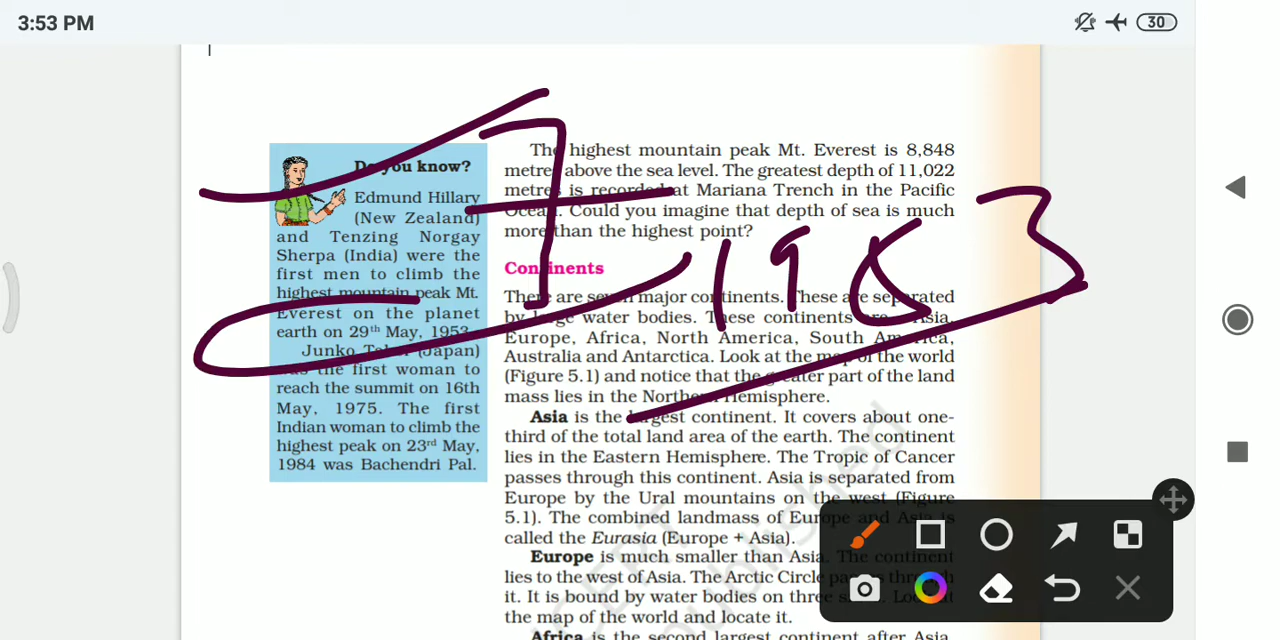 3:53 PM
30
Do you know?
Edmund Hillary
(New Zealand)
and Tenzing Norgay
Sherpa (India) were the
first men to climb the
highest mountain peak Mt.
Everest on the planet
earth on 29th May, 1953.
Junko Tabei (Japan)
was the first woman to
reach the summit on 16th
May, 1975. The first
Indian woman to climb the
highest peak on 23rd May,
1984 was Bachendri Pal.
The highest mountain peak Mt. Everest is 8,848
metres above the sea level. The greatest depth of 11,022
metres is recorded at Mariana Trench in the Pacific
Ocean. Could you imagine that depth of sea is much
more than the highest point?
Continents
There are seven major continents. These are separated
by large water bodies. These continents are – Asia,
Europe, Africa, North America, South America,
Australia and Antarctica. Look at the map of the world
(Figure 5.1) and notice that the greater part of the land
mass lies in the Northern Hemisphere.
Asia is the largest continent. It covers about one-
third of the total land area of the earth. The continent
lies in the Eastern Hemisphere. The Tropic of Cancer
passes through this continent. Asia is separated from
Europe by the Ural mountains on the west (Figure
5.1). The combined landmass of Europe and Asia is
called the Eurasia (Europe + Asia).
Europe is much smaller than Asia. The continent
lies to the west of Asia. The Arctic Circle passes through
it. It is bound by water bodies on three sides. Look at
the map of the world and locate it.
Africa is the second largest continent after Asia.
published